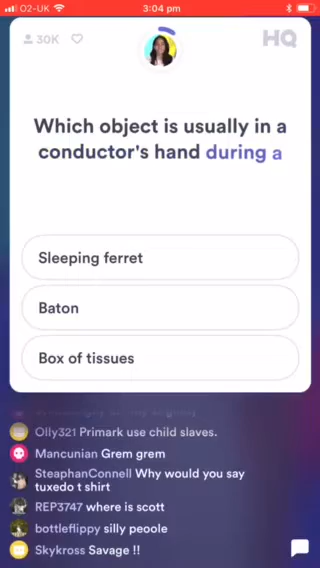 O2-UK
3:04 pm
30K
HQ
Which object is usually in a
conductor's hand during a
Sleeping ferret
Baton
Box of tissues
Olly321 Primark use child slaves.
Mancunian Grem grem
SteaphanConnell Why would you say
tuxedo t shirt
REP3747 where is scott
bottleflippy silly peoole
Skykross Savage !!